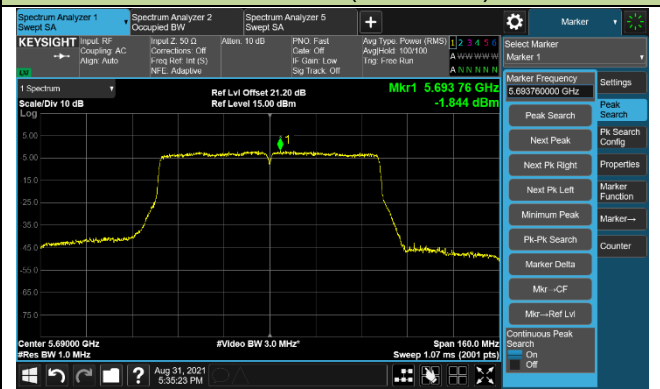 Spectrum Analyzer 1
Swept SA
Spectrum Analyzer 2
Occupied BW
Spectrum Analyzer 5
Swept SA
Marker
KEYSIGHT
Input: RF
Coupling: AC
Align: Auto
Input Z: 50 Ω
Corrections: Off
Freq Ref: Int (S)
NFE: Adaptive
Atten: 10 dB
PNO: Fast
Gate: Off
IF Gain: Low
Sig Track: Off
Avg Type: Power (RMS)
Avg|Hold: 100/100
Trig: Free Run
1 2 3 4 5 6
A W W W W W
A N N N N N
Select Marker
Marker 1
1 Spectrum
Scale/Div 10 dB
Log
Ref Lvl Offset 21.20 dB
Ref Level 15.00 dBm
Mkr1 5.693 76 GHz
-1.844 dBm
Marker Frequency
5.693760000 GHz
Settings
Peak Search
Peak
Search
Next Peak
Pk Search
Config
Next Pk Right
Properties
Next Pk Left
Marker
Function
Minimum Peak
Marker→
Pk-Pk Search
Counter
Marker Delta
Mkr→CF
Mkr→Ref Lvl
Continuous Peak
Search
On
Off
5.00
-5.00
1
-15.0
-25.0
-35.0
-45.0
-55.0
-65.0
-75.0
Center 5.69000 GHz
#Res BW 1.0 MHz
#Video BW 3.0 MHz*
Span 160.0 MHz
Sweep 1.07 ms (2001 pts)
?
Aug 31, 2021
5:35:23 PM